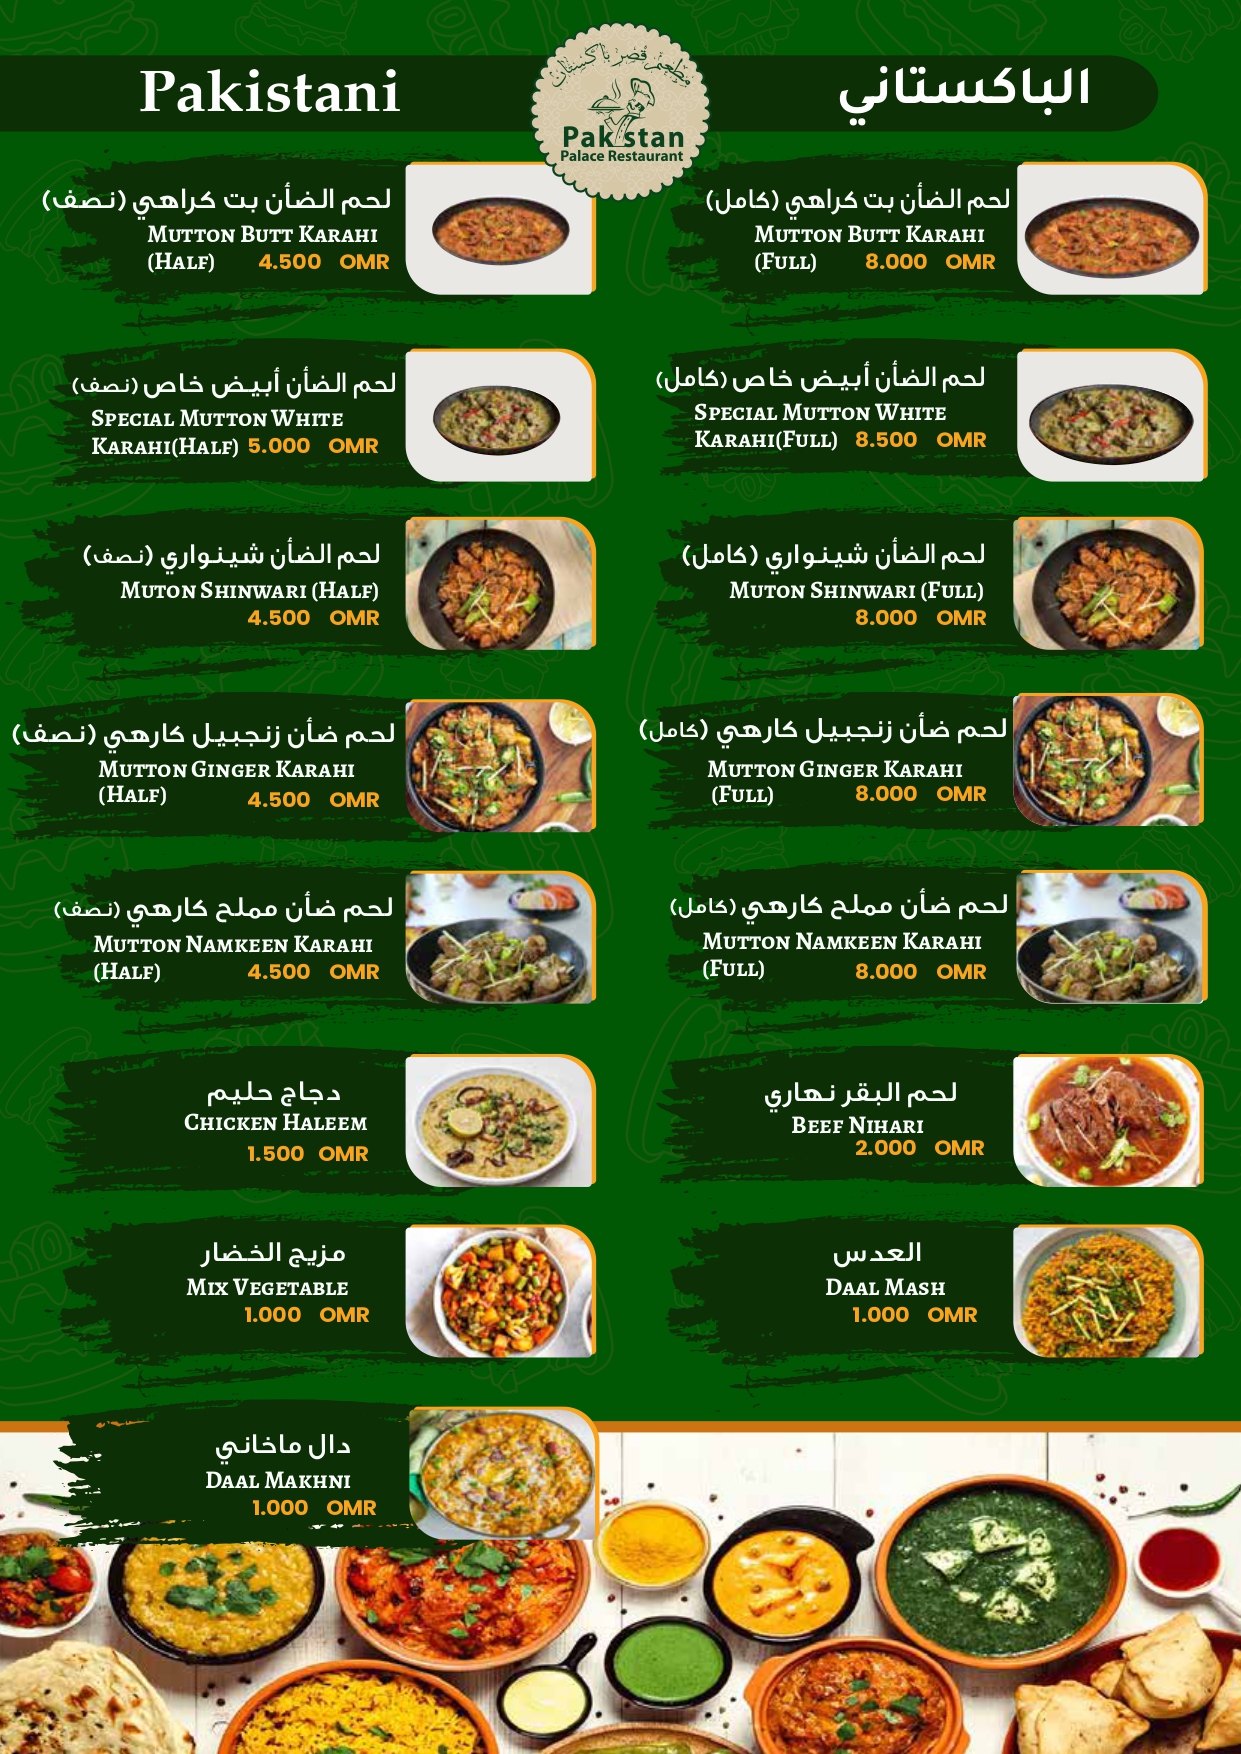 Pakistani
الباكستاني
مطعم قصر باكستان
Pakistan
Palace Restaurant
لحم الضأن بت كراهي (نصف)
Mutton Butt Karahi
(Half) 4.500 OMR
لحم الضأن بت كراهي (كامل)
Mutton Butt Karahi
(Full) 8.000 OMR
لحم الضأن أبيض خاص (نصف)
Special Mutton White
Karahi(Half) 5.000 OMR
لحم الضأن أبيض خاص (كامل)
Special Mutton White
Karahi(Full) 8.500 OMR
لحم الضأن شينواري (نصف)
Muton Shinwari (Half)
4.500 OMR
لحم الضأن شينواري (كامل)
Muton Shinwari (Full)
8.000 OMR
لحم ضأن زنجبيل كارهي (نصف)
Mutton Ginger Karahi
(Half) 4.500 OMR
لحم ضأن زنجبيل كارهي (كامل)
Mutton Ginger Karahi
(Full) 8.000 OMR
لحم ضأن مملح كارهي (نصف)
Mutton Namkeen Karahi
(Half) 4.500 OMR
لحم ضأن مملح كارهي (كامل)
Mutton Namkeen Karahi
(Full) 8.000 OMR
دجاج حليم
Chicken Haleem
1.500 OMR
لحم البقر نهاري
Beef Nihari
2.000 OMR
مزيج الخضار
Mix Vegetable
1.000 OMR
العدس
Daal Mash
1.000 OMR
دال ماخاني
Daal Makhni
1.000 OMR